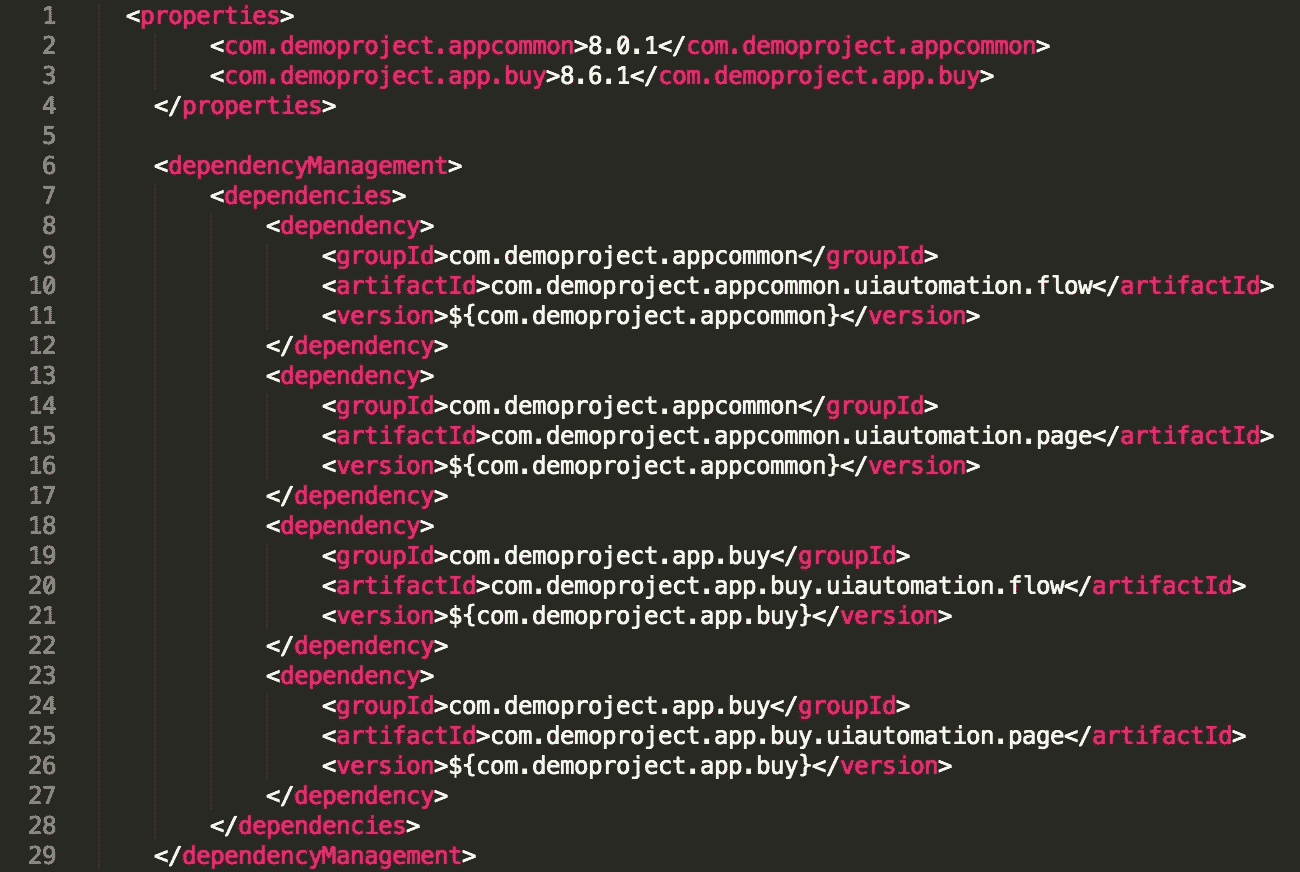 1 <properties>
2 <com.demoproject.appcommon>8.0.1</com.demoproject.appcommon>
3 <com.demoproject.app.buy>8.6.1</com.demoproject.app.buy>
4 </properties>
5
6 <dependencyManagement>
7 <dependencies>
8 <dependency>
9 <groupId>com.demoproject.appcommon</groupId>
10 <artifactId>com.demoproject.appcommon.uiautomation.flow</artifactId>
11 <version>${com.demoproject.appcommon}</version>
12 </dependency>
13 <dependency>
14 <groupId>com.demoproject.appcommon</groupId>
15 <artifactId>com.demoproject.appcommon.uiautomation.page</artifactId>
16 <version>${com.demoproject.appcommon}</version>
17 </dependency>
18 <dependency>
19 <groupId>com.demoproject.app.buy</groupId>
20 <artifactId>com.demoproject.app.buy.uiautomation.flow</artifactId>
21 <version>${com.demoproject.app.buy}</version>
22 </dependency>
23 <dependency>
24 <groupId>com.demoproject.app.buy</groupId>
25 <artifactId>com.demoproject.app.buy.uiautomation.page</artifactId>
26 <version>${com.demoproject.app.buy}</version>
27 </dependency>
28 </dependencies>
29 </dependencyManagement>